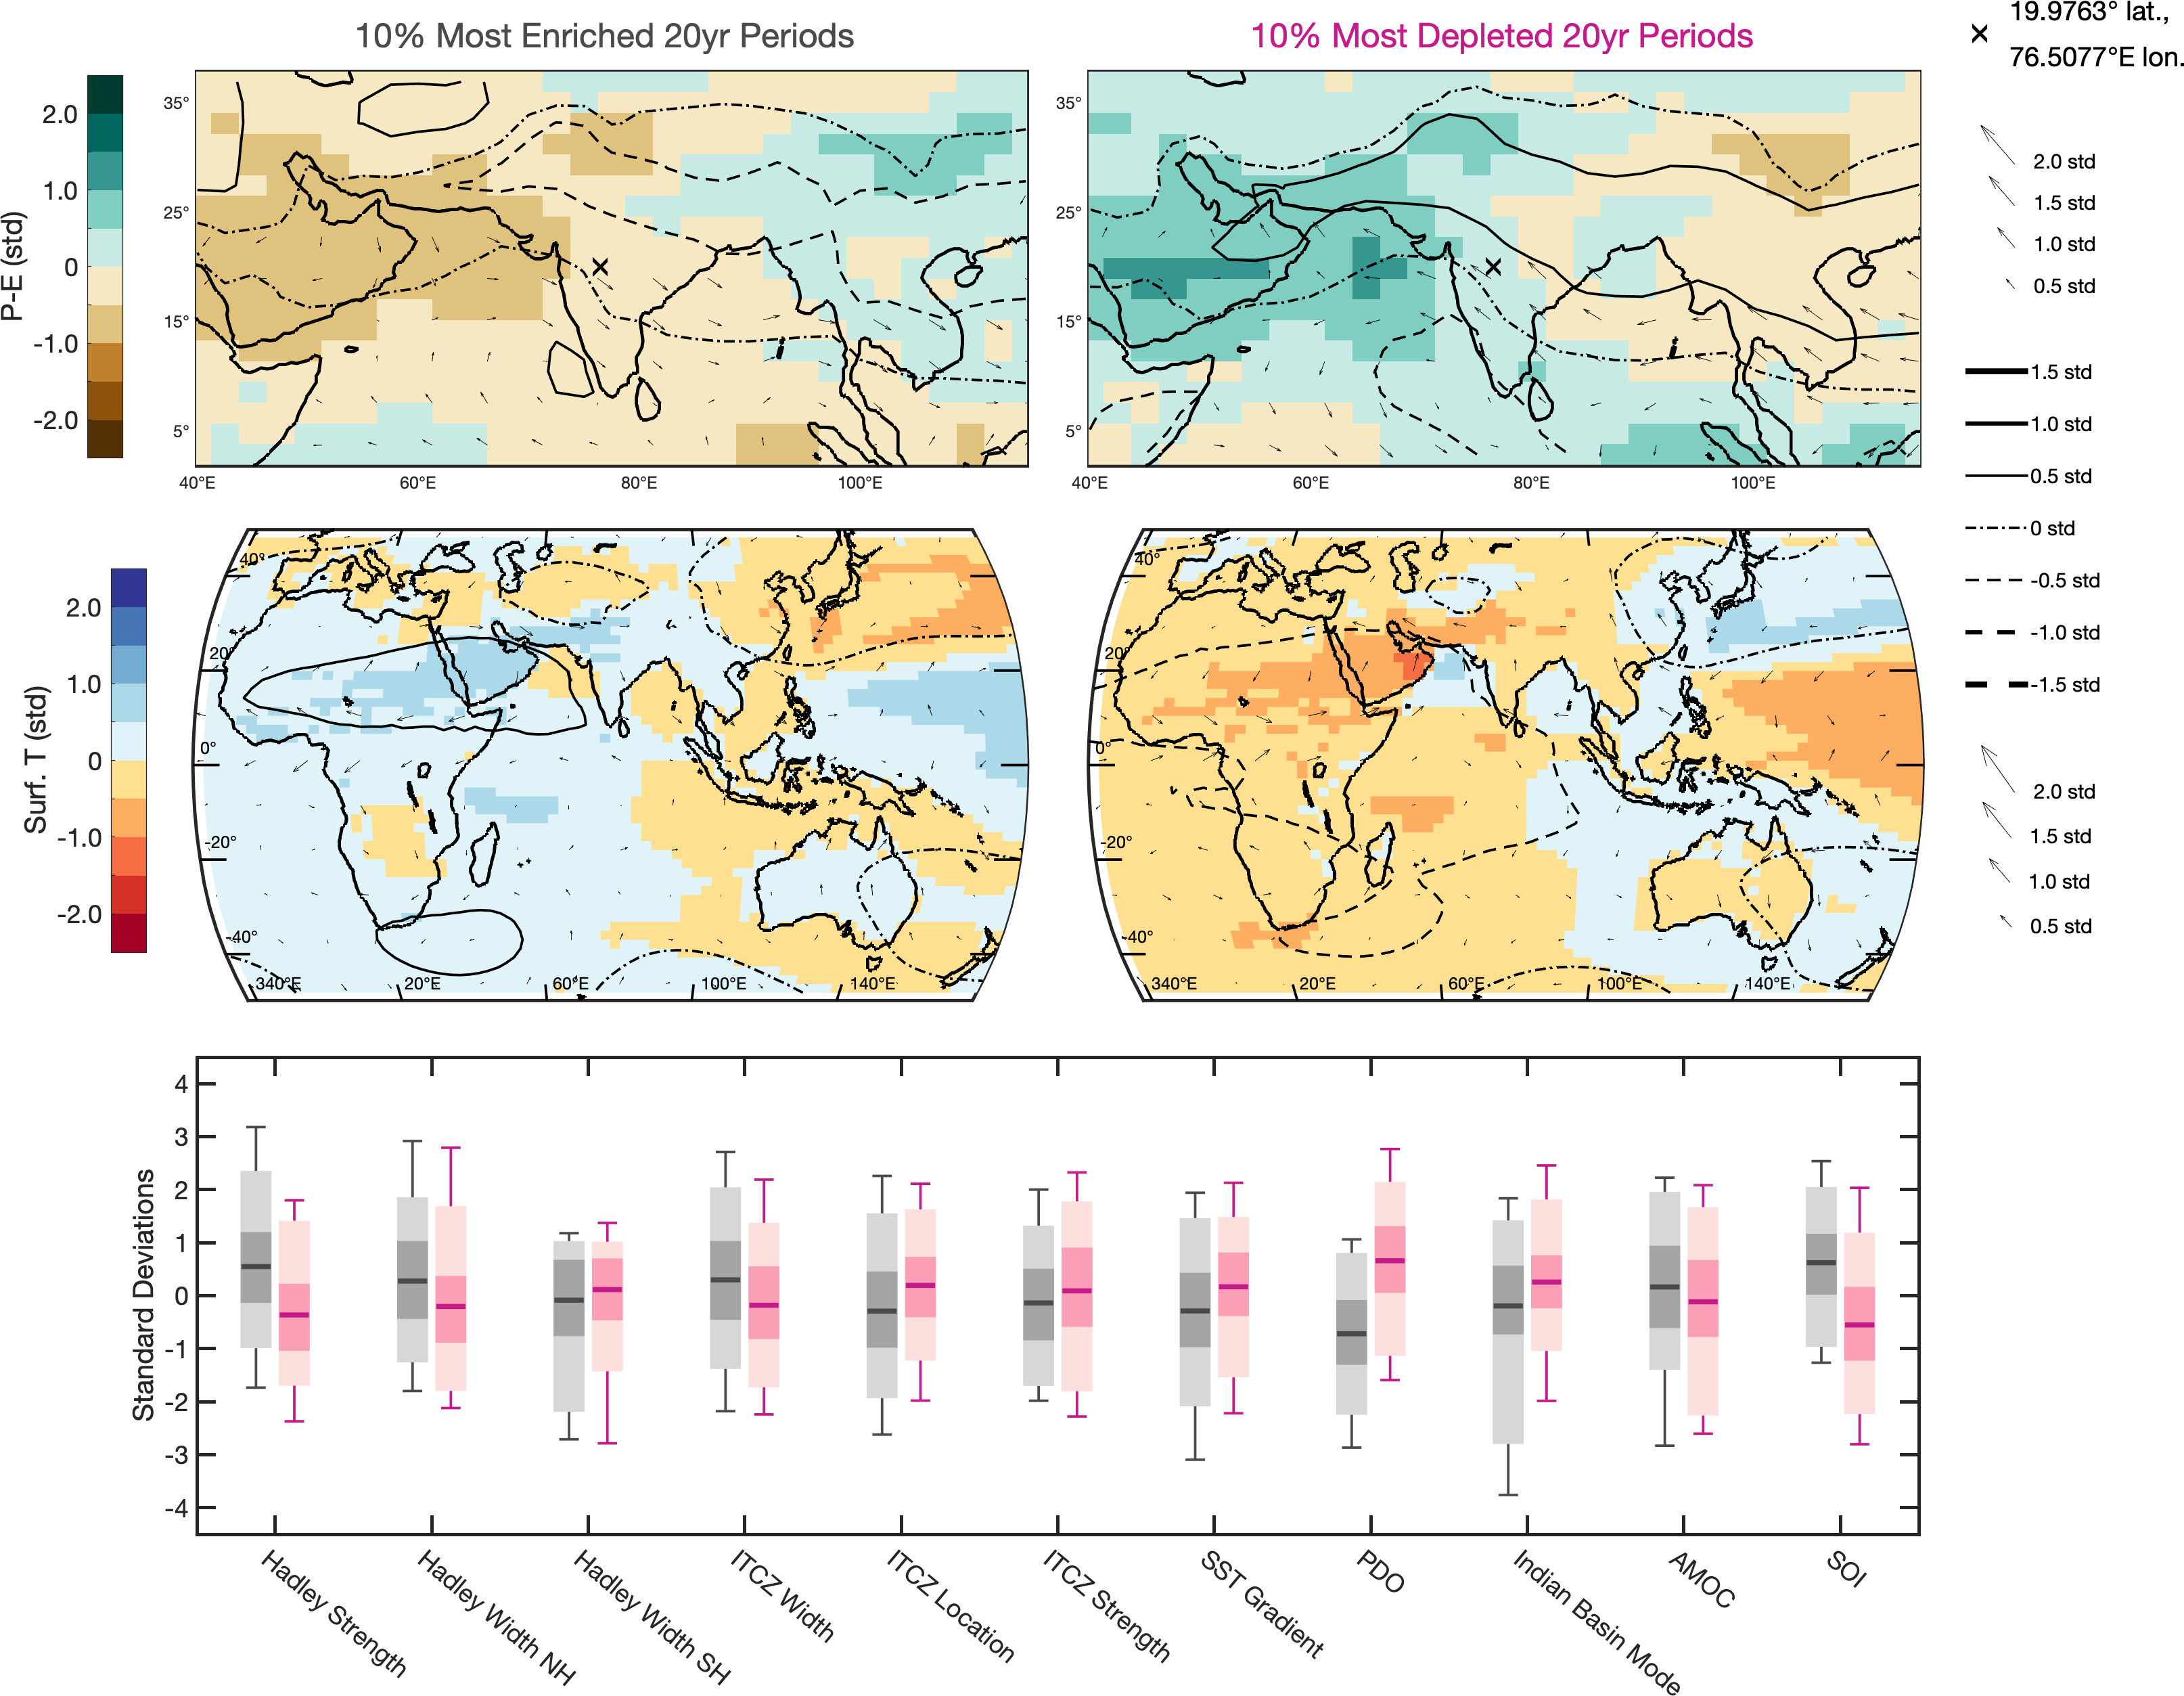 10% Most Enriched 20yr Periods
10% Most Depleted 20yr Periods
19.9763° lat.,
76.5077°E lon.
P-E (std)
2.0
1.0
0
-1.0
-2.0
35°
25°
15°
5°
40°E
60°E
80°E
100°E
35°
25°
15°
5°
40°E
60°E
80°E
100°E
2.0 std
1.5 std
1.0 std
0.5 std
1.5 std
1.0 std
0.5 std
0 std
-0.5 std
-1.0 std
-1.5 std
Surf. T (std)
2.0
1.0
0
-1.0
-2.0
40°
20°
0°
-20°
-40°
340°E
20°E
60°E
100°E
140°E
40°
20°
0°
-20°
-40°
340°E
20°E
60°E
100°E
140°E
2.0 std
1.5 std
1.0 std
0.5 std
Standard Deviations
4
3
2
1
0
-1
-2
-3
-4
Hadley Strength
Hadley Width NH
Hadley Width SH
ITCZ Width
ITCZ Location
ITCZ Strength
SST Gradient
PDO
Indian Basin Mode
AMOC
SOI